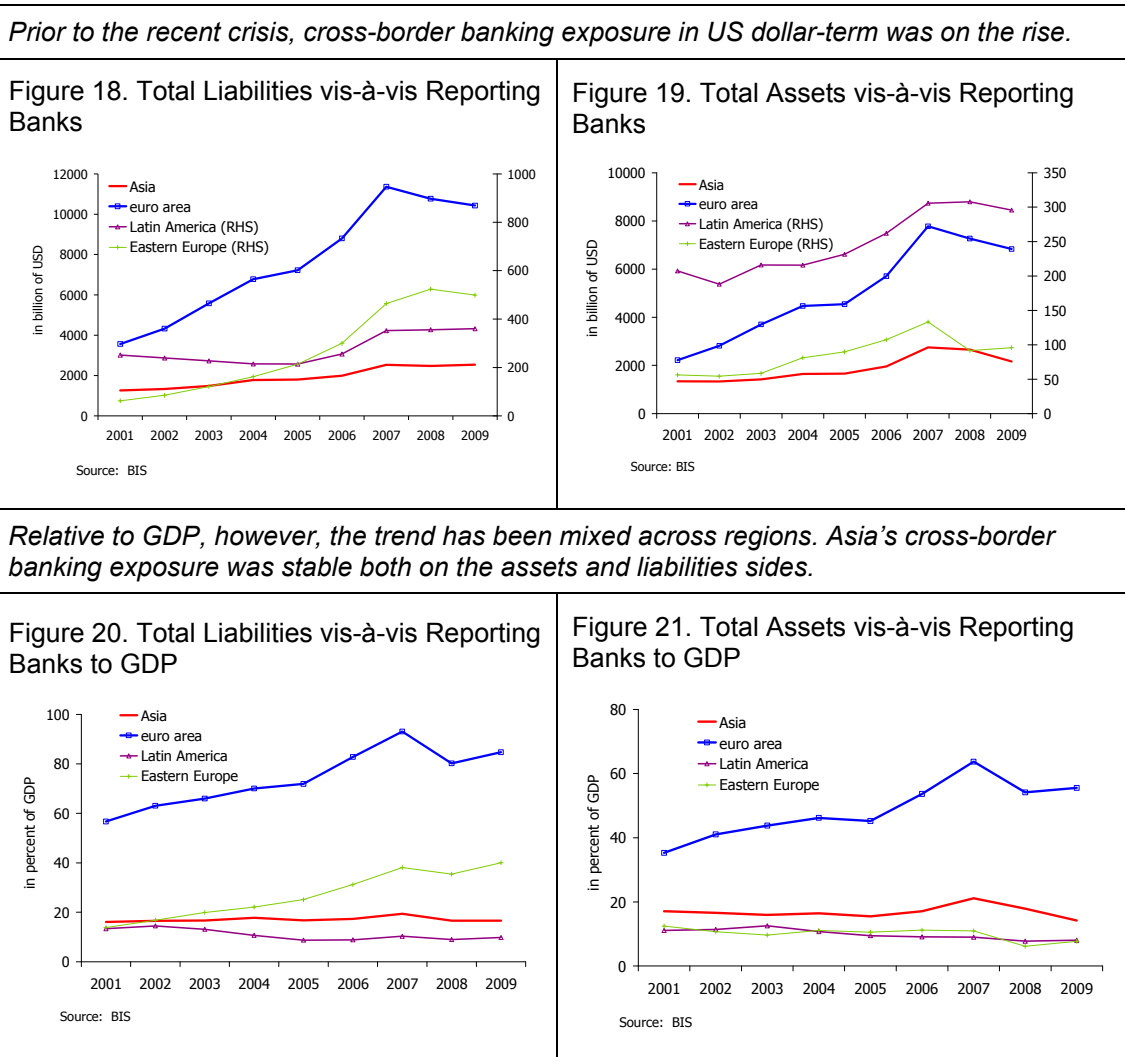 Prior to the recent crisis, cross-border banking exposure in US dollar-term was on the rise.
Figure 18. Total Liabilities vis-à-vis Reporting
Banks
12000
10000
8000
6000
4000
2000
0
in billion of USD
Asia
euro area
Latin America (RHS)
Eastern Europe (RHS)
1000
800
600
400
200
0
2001 2002 2003 2004 2005 2006 2007 2008 2009
Source: BIS
Figure 19. Total Assets vis-à-vis Reporting
Banks
10000
8000
6000
4000
2000
0
in billion of USD
Asia
euro area
Latin America (RHS)
Eastern Europe (RHS)
350
300
250
200
150
100
50
0
2001 2002 2003 2004 2005 2006 2007 2008 2009
Source: BIS
Relative to GDP, however, the trend has been mixed across regions. Asia's cross-border
banking exposure was stable both on the assets and liabilities sides.
Figure 20. Total Liabilities vis-à-vis Reporting
Banks to GDP
100
80
60
40
20
0
in percent of GDP
Asia
euro area
Latin America
Eastern Europe
2001 2002 2003 2004 2005 2006 2007 2008 2009
Source: BIS
Figure 21. Total Assets vis-à-vis Reporting
Banks to GDP
80
60
40
20
0
in percent of GDP
Asia
euro area
Latin America
Eastern Europe
2001 2002 2003 2004 2005 2006 2007 2008 2009
Source: BIS